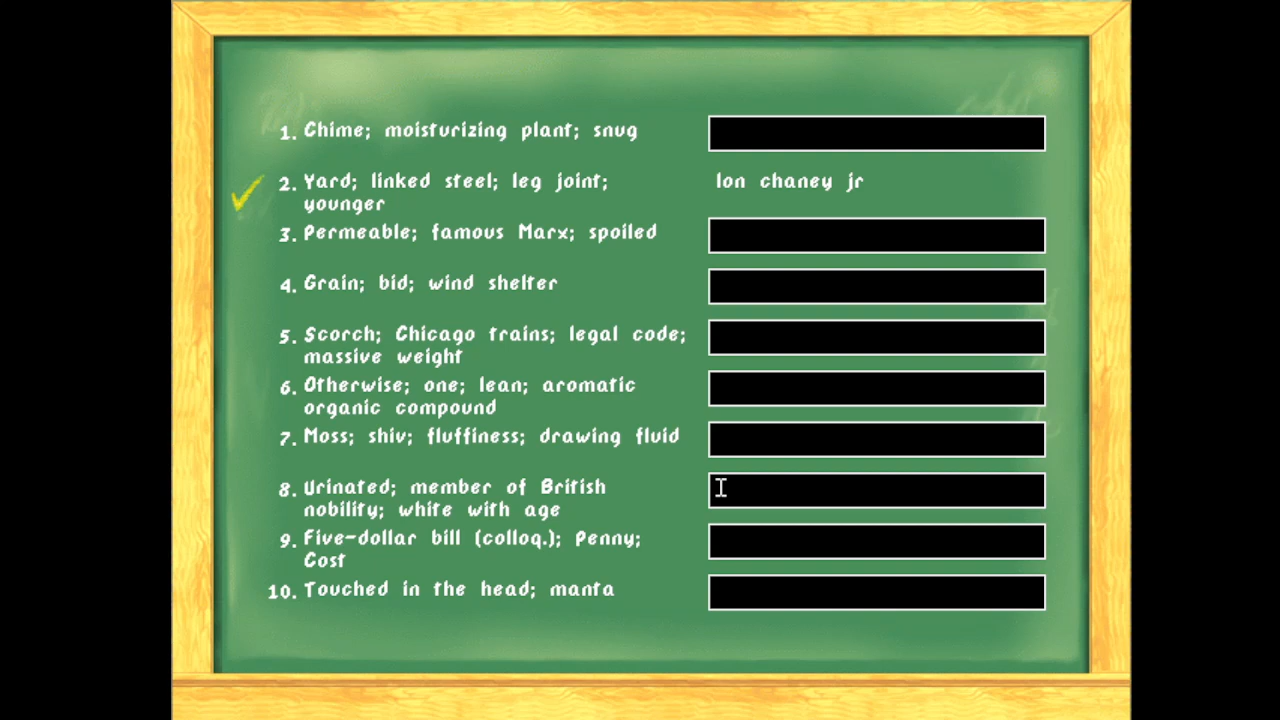 1. Chime; moisturizing plant; snug
2. Yard; linked steel; leg joint; lon chaney jr
younger
3. Permeable; famous Marx; spoiled
4. Grain; bid; wind shelter
5. Scorch; Chicago trains; legal code;
massive weight
6. Otherwise; one; lean; aromatic
organic compound
7. Moss; shiv; fluffiness; drawing fluid
8. Urinated; member of British
nobility; white with age
9. Five-dollar bill (colloq.); Penny;
Cost
10. Touched in the head; manta